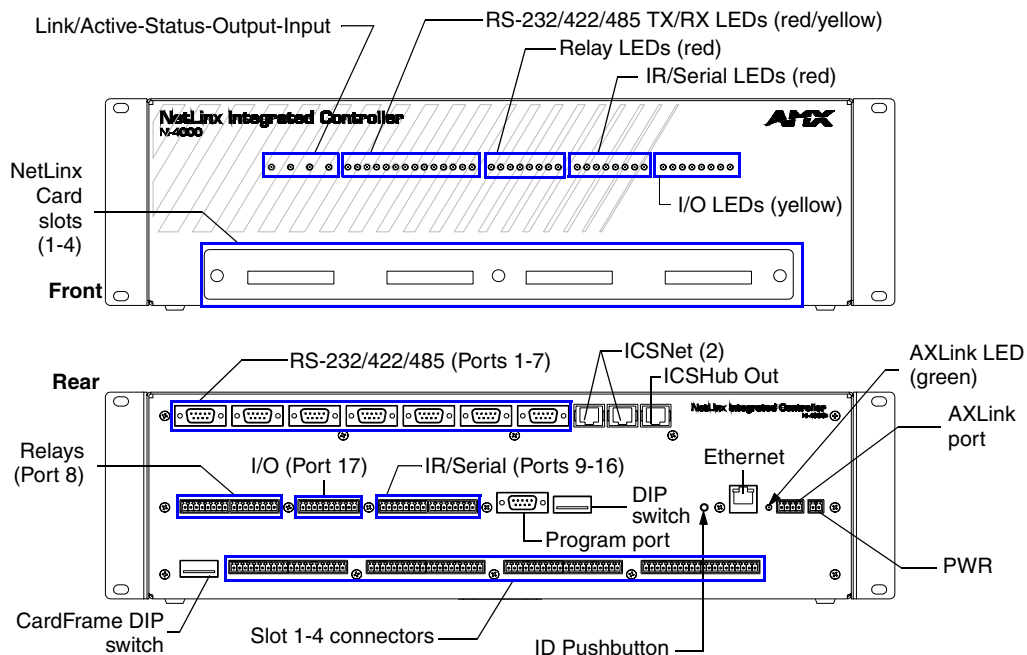 Link/Active-Status-Output-Input
RS-232/422/485 TX/RX LEDs (red/yellow)
Relay LEDs (red)
IR/Serial LEDs (red)
NetLinx Integrated Controller
NI-4000
AMX
NetLinx
Card
slots
(1-4)
I/O LEDs (yellow)
Front
Rear
RS-232/422/485 (Ports 1-7)
ICSNet (2)
ICSHub Out
AXLink LED
(green)
NetLinx Integrated Controller
NI-4000
AXLink
port
Relays
(Port 8)
I/O (Port 17)
IR/Serial (Ports 9-16)
Ethernet
DIP
switch
Program port
PWR
CardFrame DIP
switch
Slot 1-4 connectors
ID Pushbutton